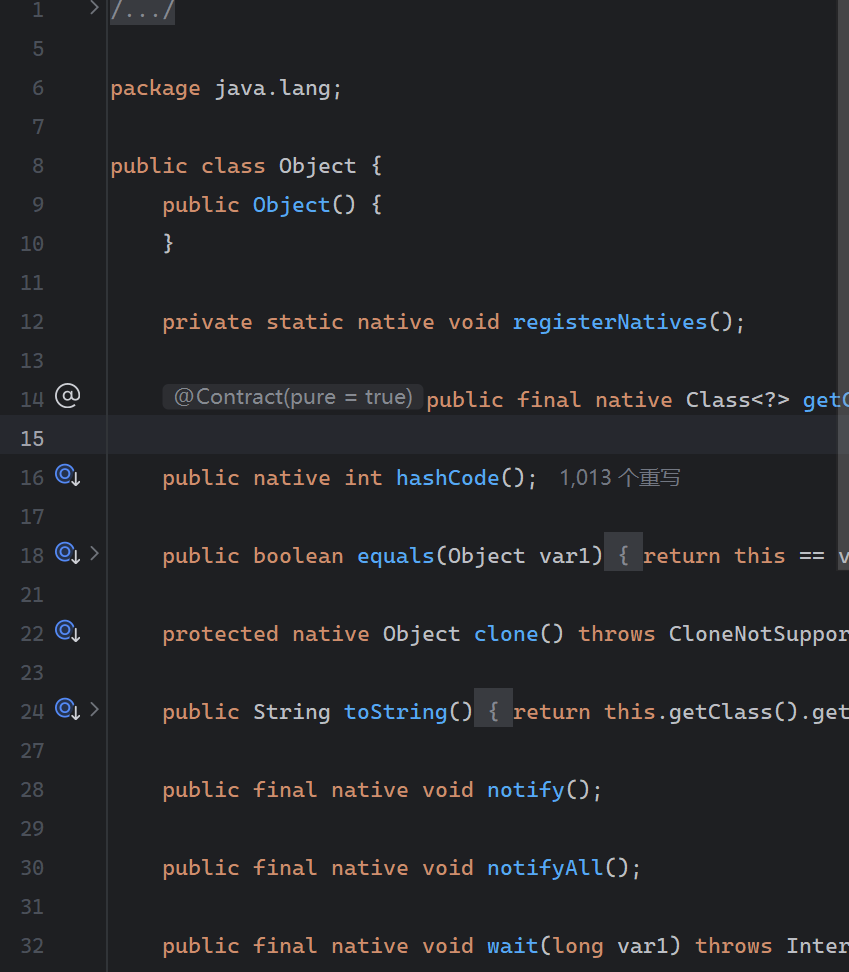 1 /.../
5
6 package java.lang;
7
8 public class Object {
9 public Object() {
10 }
11
12 private static native void registerNatives();
13
14 @Contract(pure = true) public final native Class<?> getC
15
16 public native int hashCode(); 1,013 个重写
17
18 public boolean equals(Object var1) { return this == v
21
22 protected native Object clone() throws CloneNotSuppor
23
24 public String toString() { return this.getClass().get
27
28 public final native void notify();
29
30 public final native void notifyAll();
31
32 public final native void wait(long var1) throws Inter